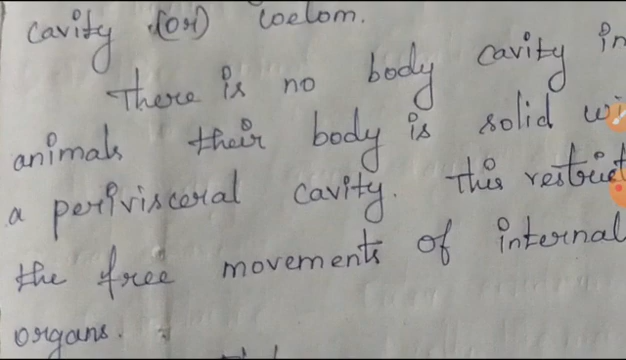 cavity (or) coelom.
There is no body cavity in
animals their body is solid wi
a perivisceral cavity. This restrict
the free movements of internal
organs.